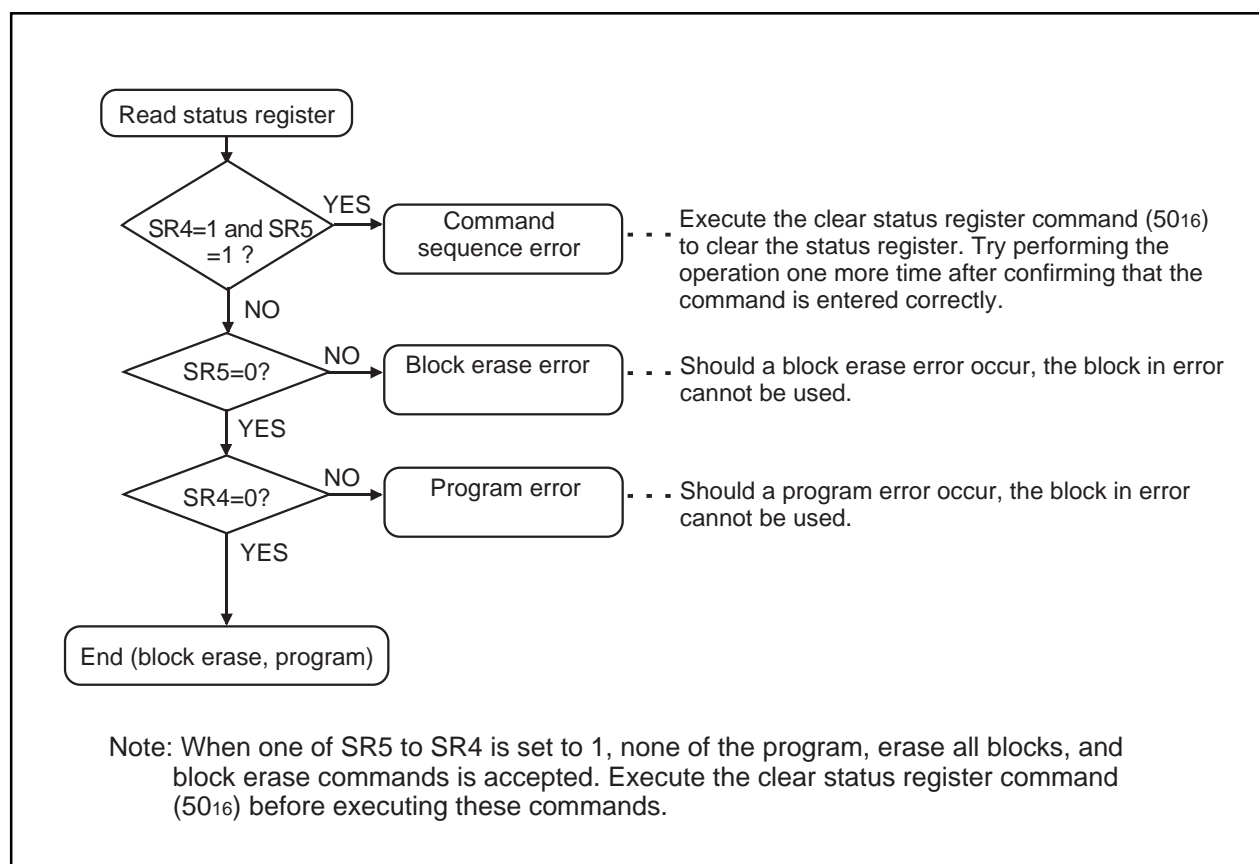 Read status register
SR4=1 and SR5
=1 ?
YES
Command
sequence error
Execute the clear status register command (5016)
to clear the status register. Try performing the
operation one more time after confirming that the
command is entered correctly.
NO
SR5=0?
NO
Block erase error
Should a block erase error occur, the block in error
cannot be used.
YES
SR4=0?
NO
Program error
Should a program error occur, the block in error
cannot be used.
YES
End (block erase, program)
Note: When one of SR5 to SR4 is set to 1, none of the program, erase all blocks, and
block erase commands is accepted. Execute the clear status register command
(5016) before executing these commands.